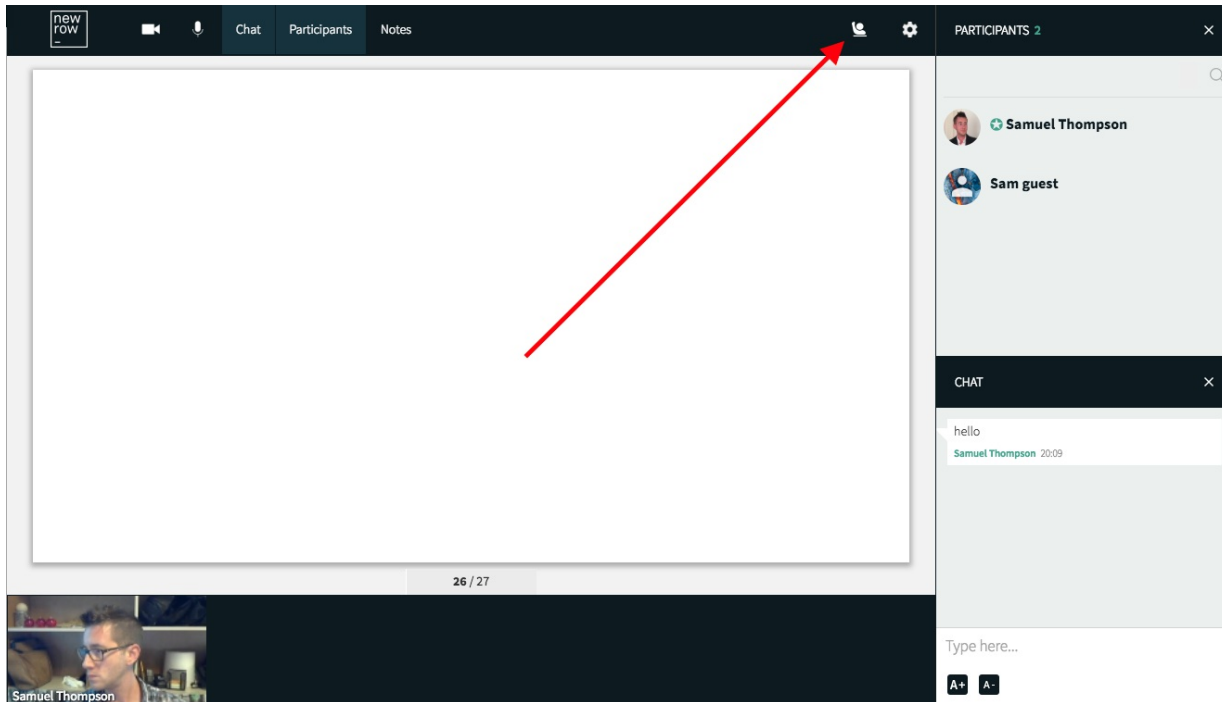 new
row
Chat Participants Notes
PARTICIPANTS 2
Samuel Thompson
Sam guest
CHAT
hello
Samuel Thompson 20:09
26 / 27
Samuel Thompson
Type here...
A+ A-